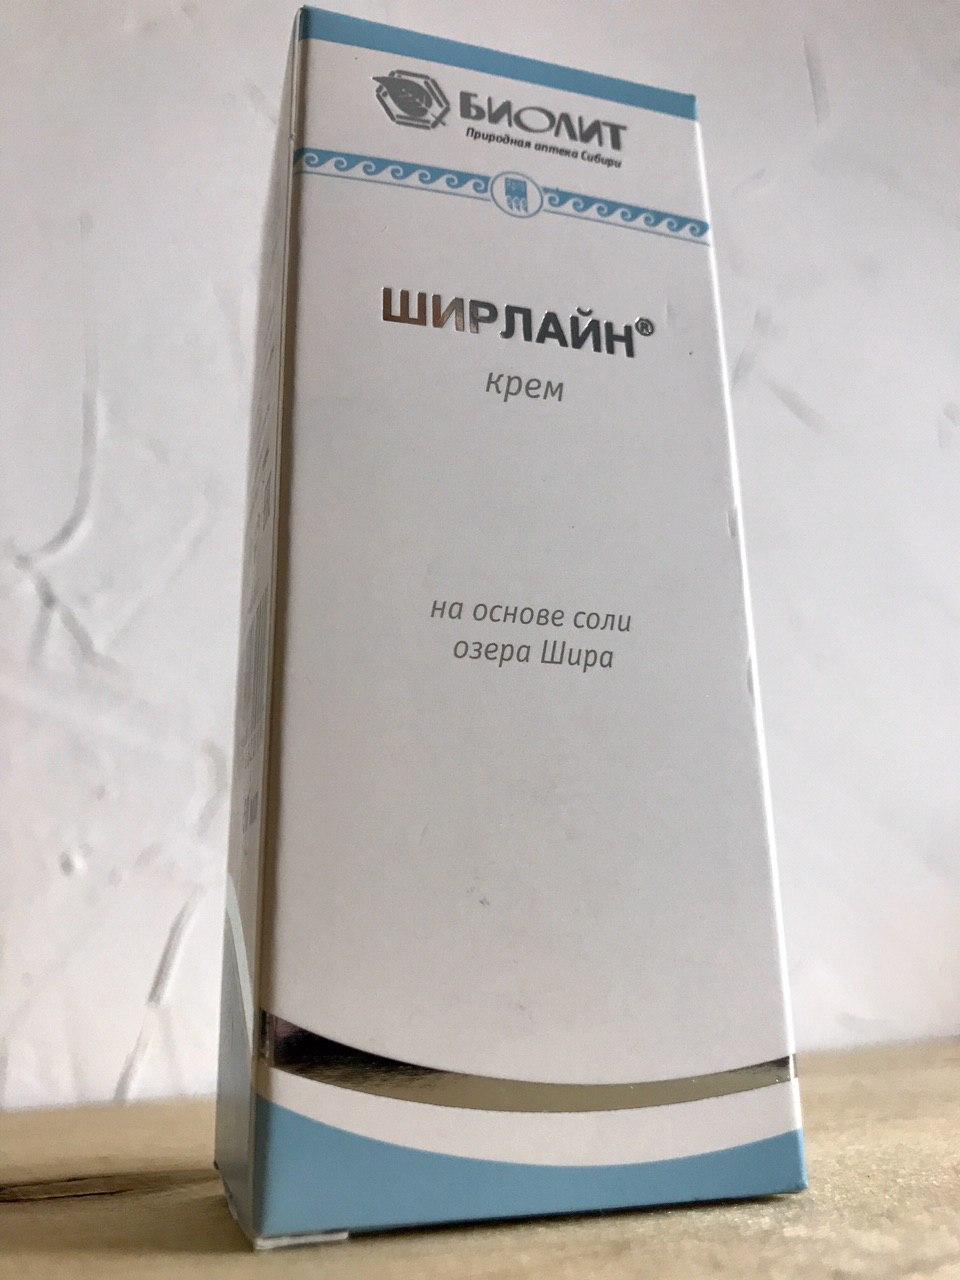 БИОЛИТ
Природная аптека Сибири
ШИРЛАЙН®
крем
на основе соли
озера Шира